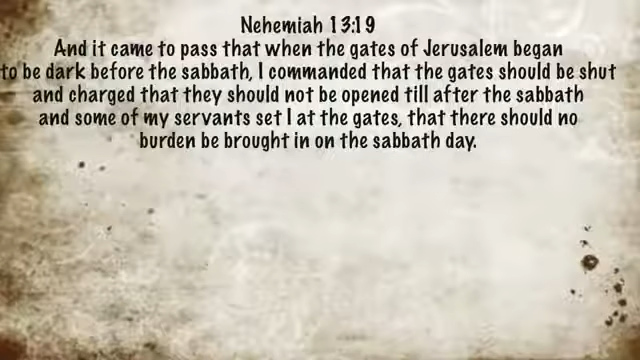 Nehemiah 13:19
And it came to pass that when the gates of Jerusalem began
to be dark before the sabbath, I commanded that the gates should be shut
and charged that they should not be opened till after the sabbath
and some of my servants set I at the gates, that there should no
burden be brought in on the sabbath day.